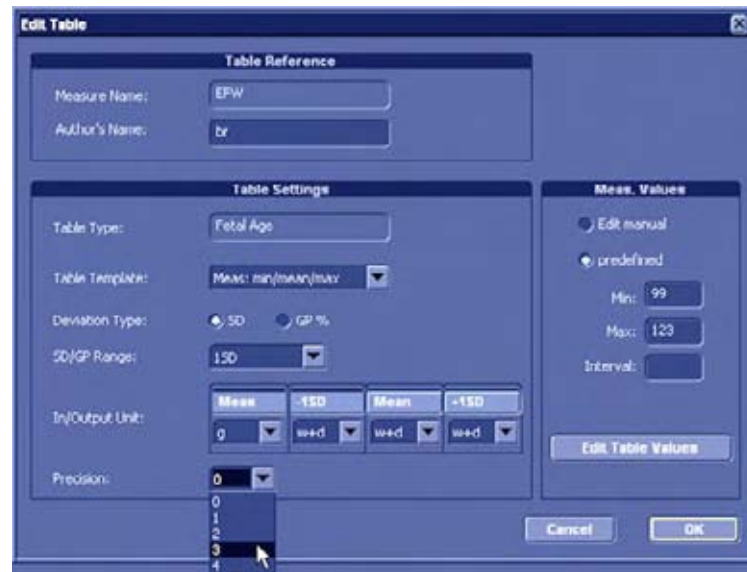 Edit Table
Table Reference
Measure Name: EFW
Author's Name: br
Table Settings
Table Type: Fetal Age
Table Template: Meas: min/mean/max
Deviation Type: SD GP %
SD/GP Range: 1SD
In/Output Unit:
Meas -1SD Mean +1SD
g w+d w+d w+d
Precision: 0
0
1
2
3
4
Meas. Values
Edit manual
predefined
Min: 99
Max: 123
Interval:
Edit Table Values
Cancel OK